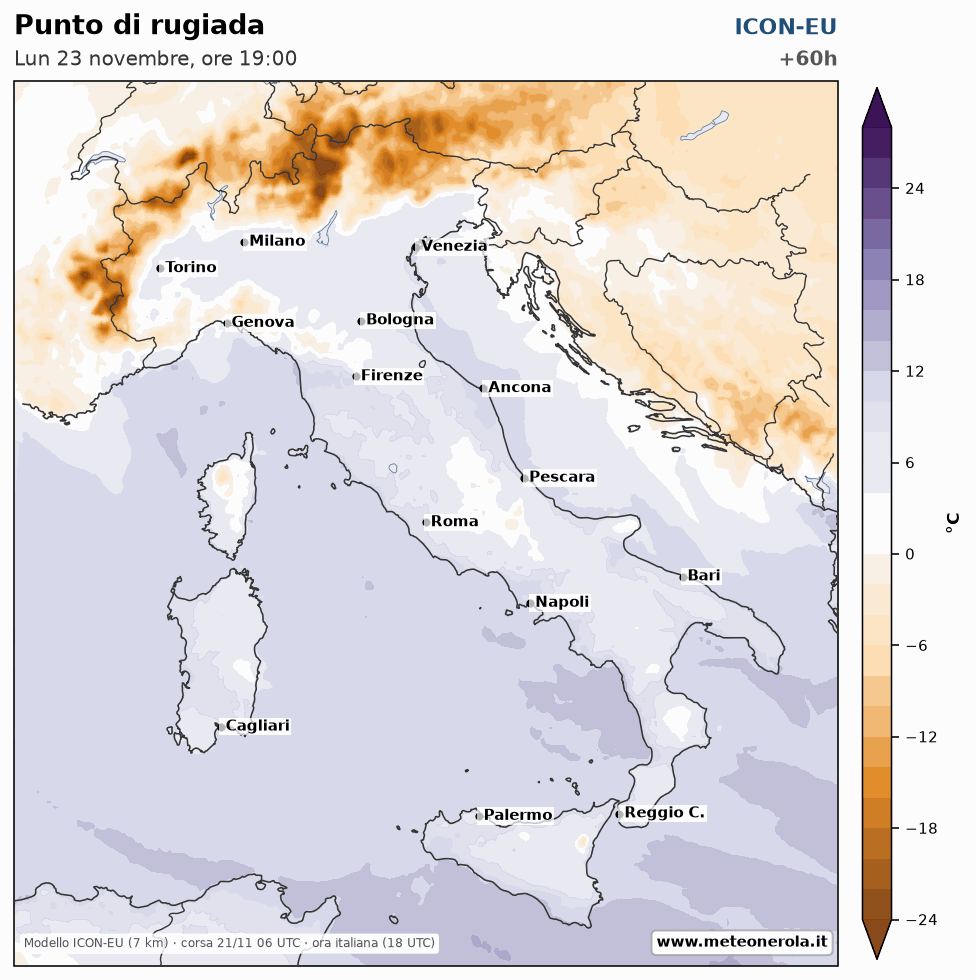 Punto di rugiada
ICON-EU
Lun 23 novembre, ore 19:00
+60h
Milano
Venezia
Torino
Genova
Bologna
Firenze
Ancona
Pescara
Roma
Bari
Napoli
Cagliari
Palermo
Reggio C.
24
18
12
6
0
−6
−12
−18
−24
°C
Modello ICON-EU (7 km) · corsa 21/11 06 UTC · ora italiana (18 UTC)
www.meteonerola.it